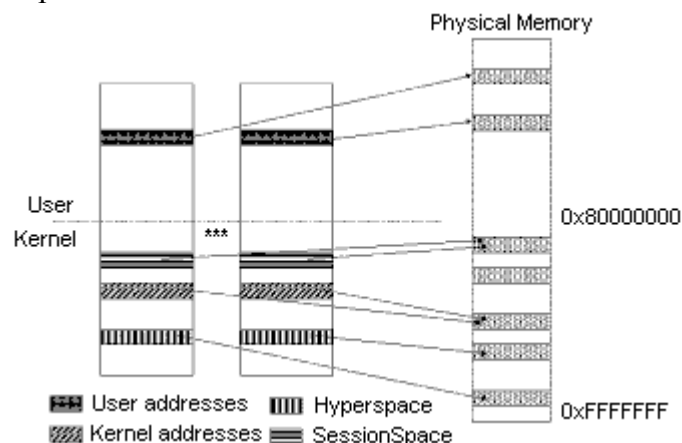 Physical Memory
User
Kernel
***
0x80000000
0xFFFFFFFF
User addresses
Hyperspace
Kernel addresses
SessionSpace